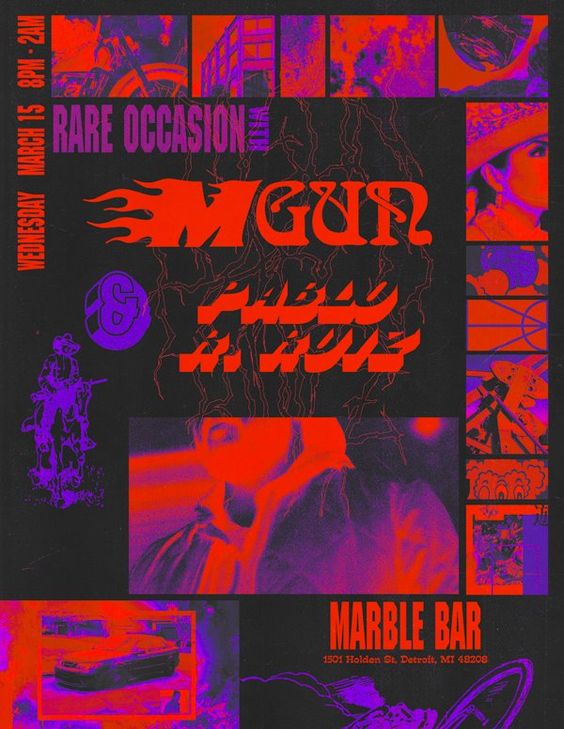 WEDNESDAY MARCH 15 8PM - 2AM
RARE OCCASION WITH
MGUN
&
PABLO
R. RUIZ
MARBLE BAR
1501 Holden St, Detroit, MI 48208